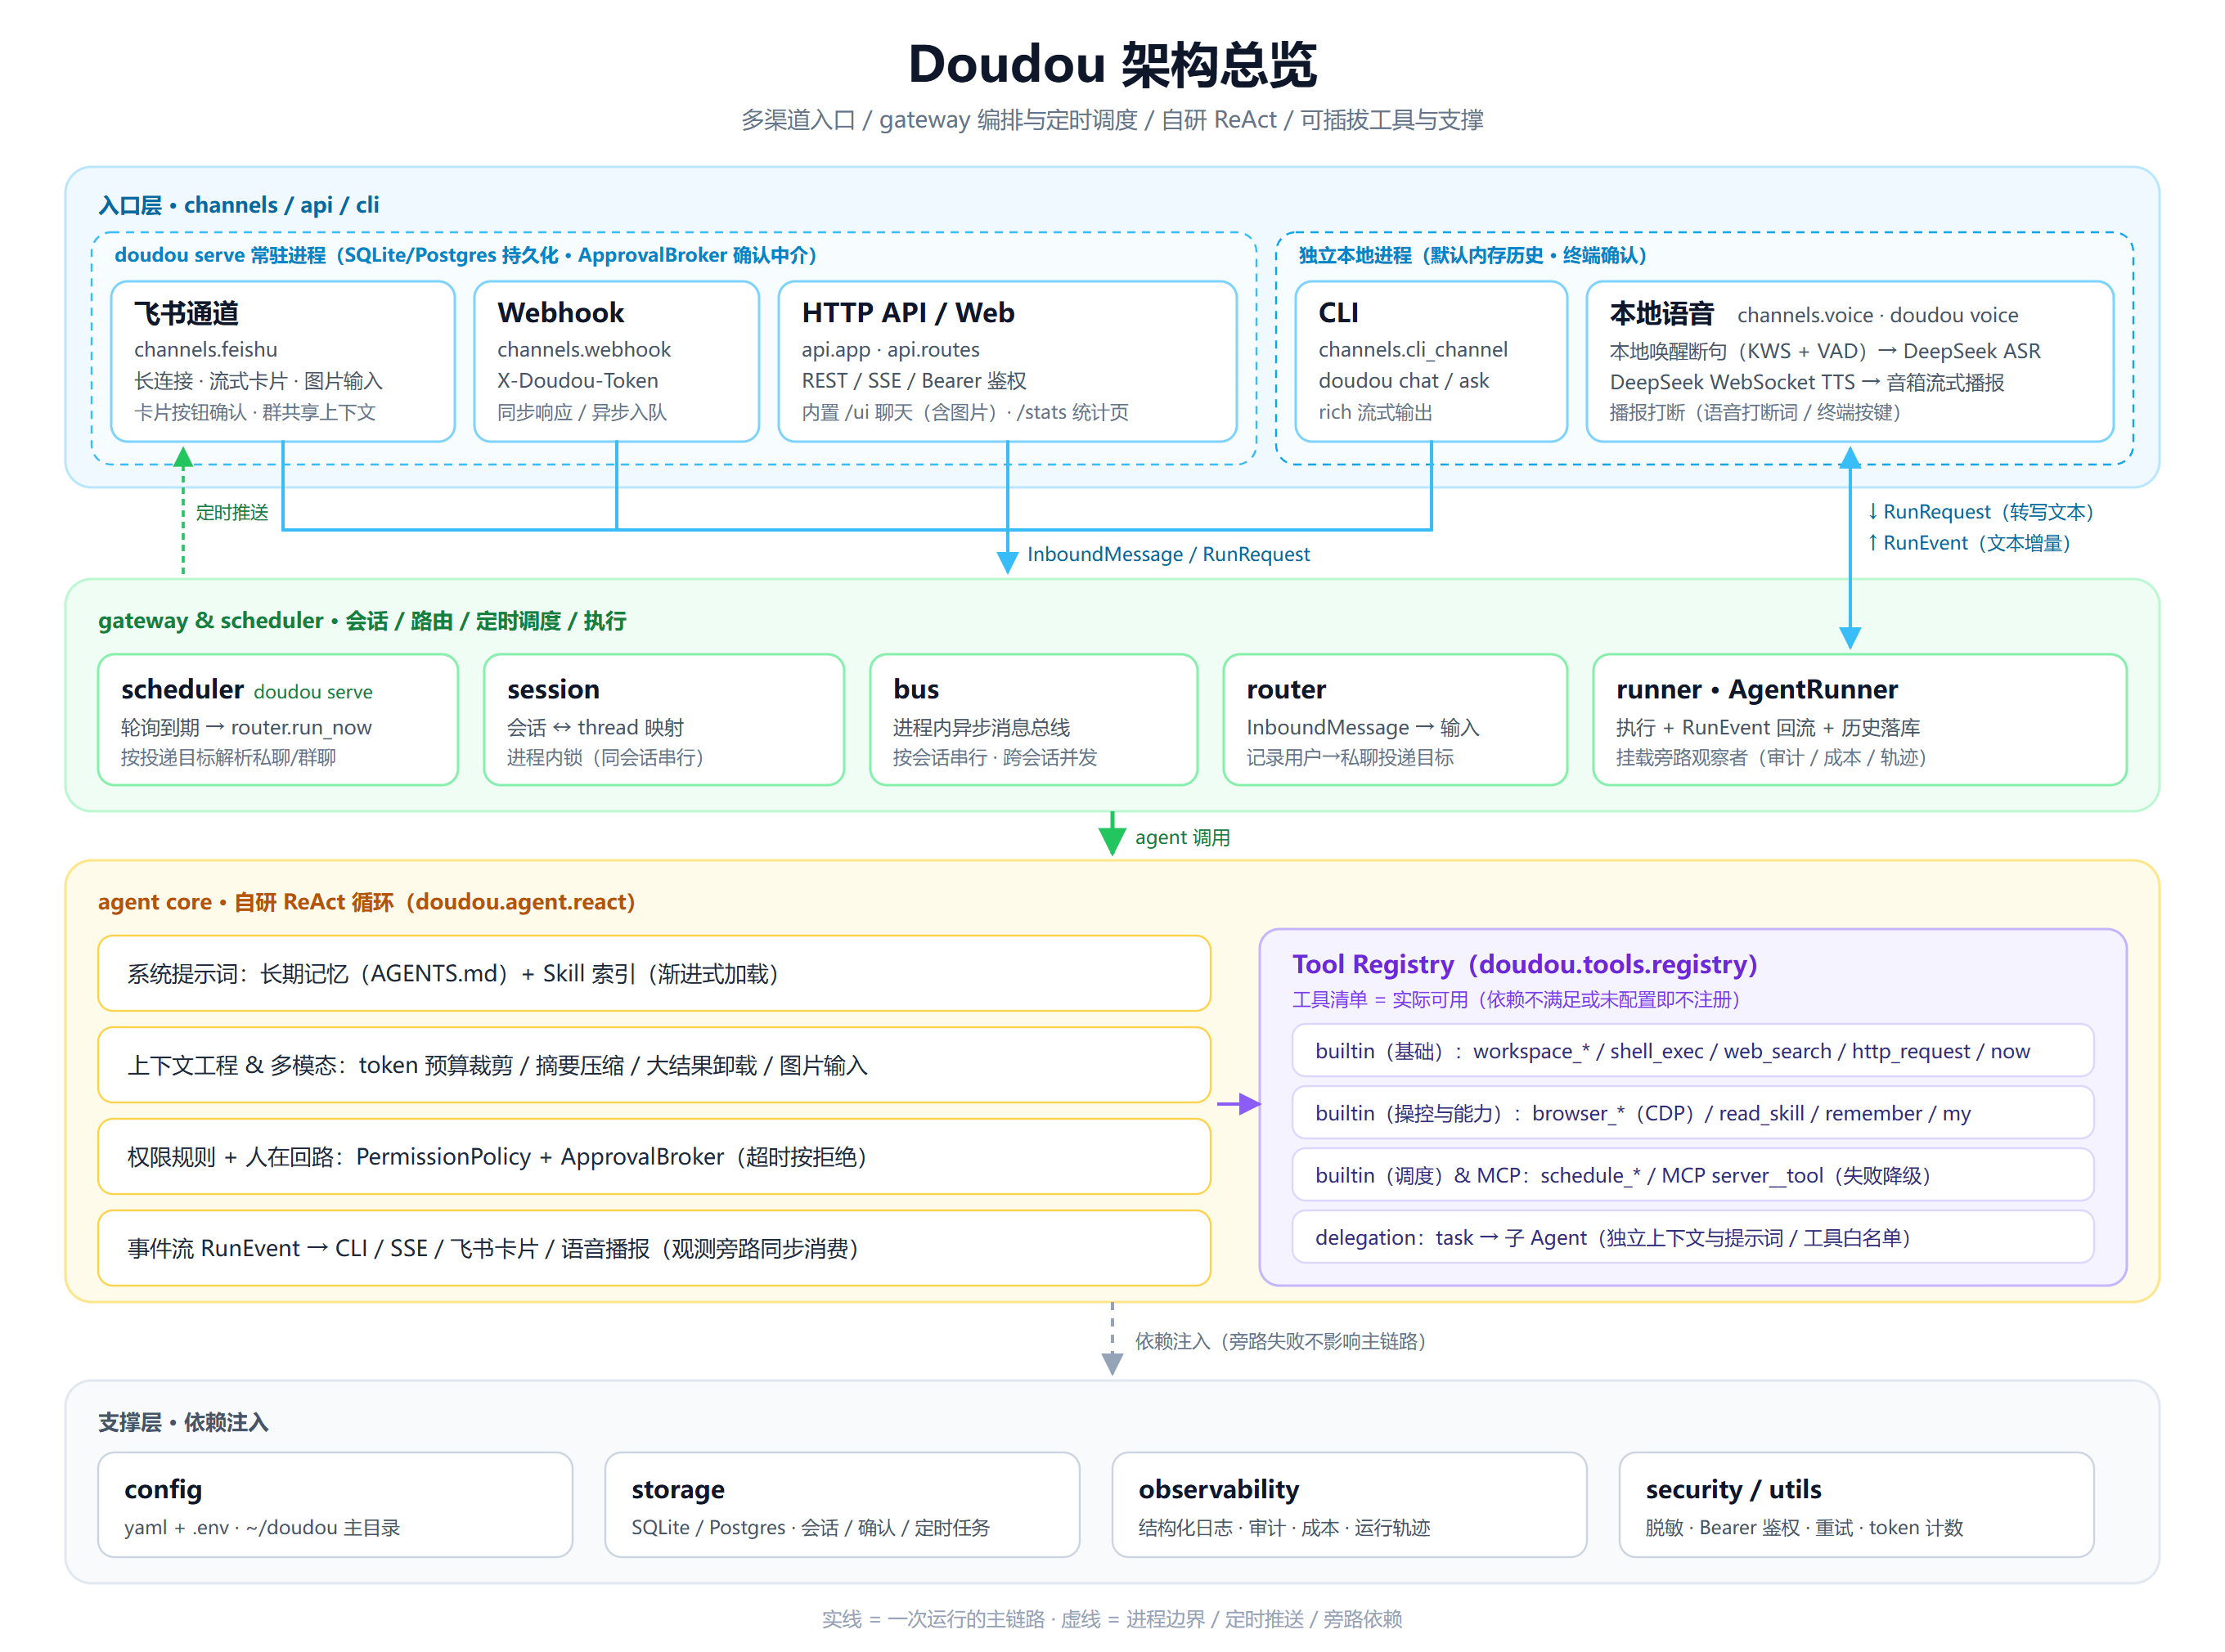 Doudou 架构总览
多渠道入口 / gateway 编排与定时调度 / 自研 ReAct / 可插拔工具与支撑
入口层 • channels / api / cli
doudou serve 常驻进程（SQLite/Postgres 持久化 • ApprovalBroker 确认中介）
飞书通道
channels.feishu
长连接 · 流式卡片 · 图片输入
卡片按钮确认 · 群共享上下文
Webhook
channels.webhook
X-Doudou-Token
同步响应 / 异步入队
HTTP API / Web
api.app · api.routes
REST / SSE / Bearer 鉴权
内置 /ui 聊天（含图片）· /stats 统计页
独立本地进程（默认内存历史 • 终端确认）
CLI
channels.cli_channel
doudou chat / ask
rich 流式输出
本地语音 channels.voice · doudou voice
本地唤醒断句（KWS + VAD）→ DeepSeek ASR
DeepSeek WebSocket TTS → 音箱流式播报
播报打断（语音打断词 / 终端按键）
定时推送
InboundMessage / RunRequest
↓ RunRequest（转写文本）
↑ RunEvent（文本增量）
gateway & scheduler • 会话 / 路由 / 定时调度 / 执行
scheduler doudou serve
轮询到期 → router.run_now
按投递目标解析私聊/群聊
session
会话 ↔ thread 映射
进程内锁（同会话串行）
bus
进程内异步消息总线
按会话串行 · 跨会话并发
router
InboundMessage → 输入
记录用户→私聊投递目标
runner • AgentRunner
执行 + RunEvent 回流 + 历史落库
挂载旁路观察者（审计 / 成本 / 轨迹）
agent 调用
agent core • 自研 ReAct 循环（doudou.agent.react）
系统提示词：长期记忆（AGENTS.md）+ Skill 索引（渐进式加载）
上下文工程 & 多模态：token 预算裁剪 / 摘要压缩 / 大结果卸载 / 图片输入
权限规则 + 人在回路：PermissionPolicy + ApprovalBroker（超时按拒绝）
事件流 RunEvent → CLI / SSE / 飞书卡片 / 语音播报（观测旁路同步消费）
Tool Registry（doudou.tools.registry）
工具清单 = 实际可用（依赖不满足或未配置即不注册）
builtin（基础）：workspace_* / shell_exec / web_search / http_request / now
builtin（操控与能力）：browser_*（CDP）/ read_skill / remember / my
builtin（调度）& MCP：schedule_* / MCP server__tool（失败降级）
delegation：task → 子 Agent（独立上下文与提示词 / 工具白名单）
依赖注入（旁路失败不影响主链路）
支撑层 • 依赖注入
config
yaml + .env · ~/doudou 主目录
storage
SQLite / Postgres · 会话 / 确认 / 定时任务
observability
结构化日志 · 审计 · 成本 · 运行轨迹
security / utils
脱敏 · Bearer 鉴权 · 重试 · token 计数
实线 = 一次运行的主链路 · 虚线 = 进程边界 / 定时推送 / 旁路依赖